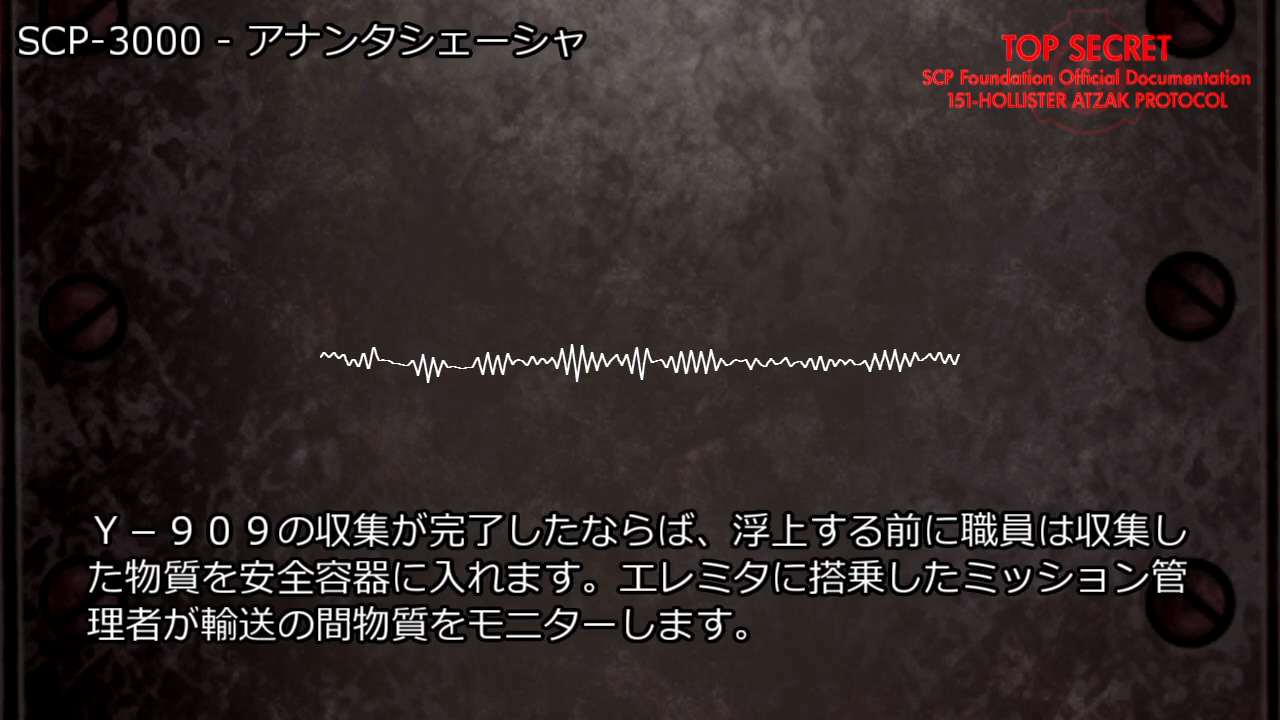 SCP-3000 - アナンタシェーシャ
TOP SECRET
SCP Foundation Official Documentation
151-HOLLISTER ATZAK PROTOCOL
Ｙ－９０９の収集が完了したならば、浮上する前に職員は収集し
た物質を安全容器に入れます。エレミタに搭乗したミッション管
理者が輸送の間物質をモニターします。